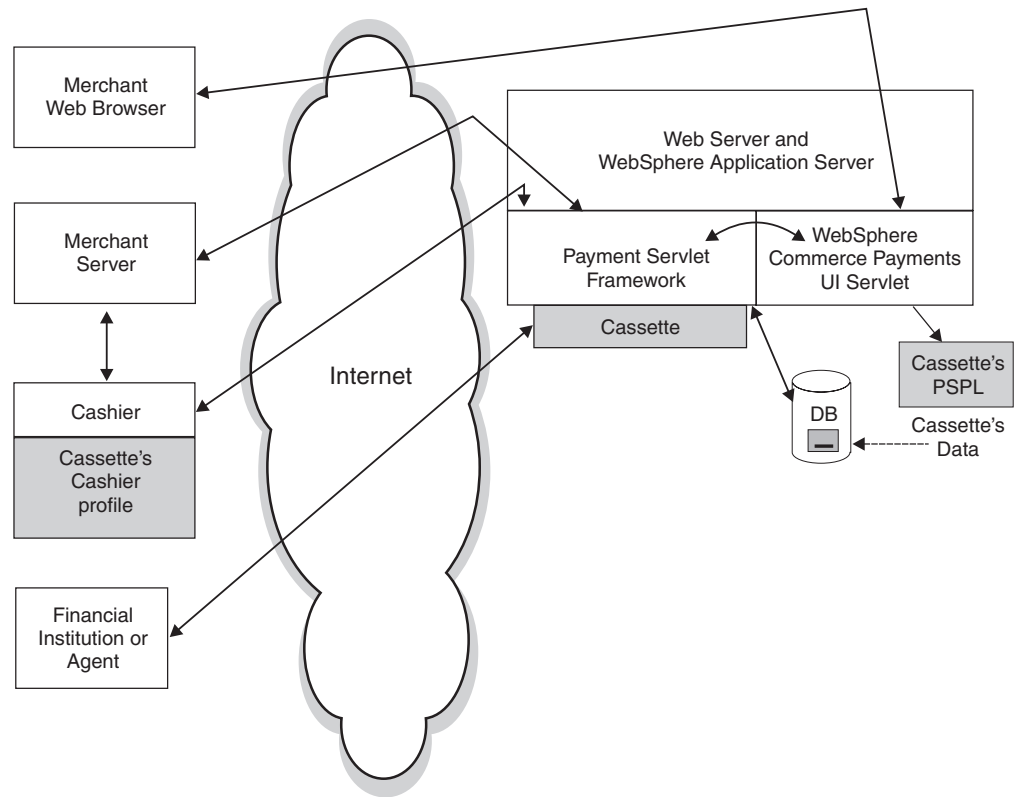 Merchant
Web Browser
Web Server and
WebSphere Application Server
Merchant
Server
Payment Servlet
Framework
WebSphere
Commerce Payments
UI Servlet
Cassette
Internet
Cassette's
PSPL
Cashier
DB
Cassette's
Data
Cassette's
Cashier
profile
Financial
Institution or
Agent